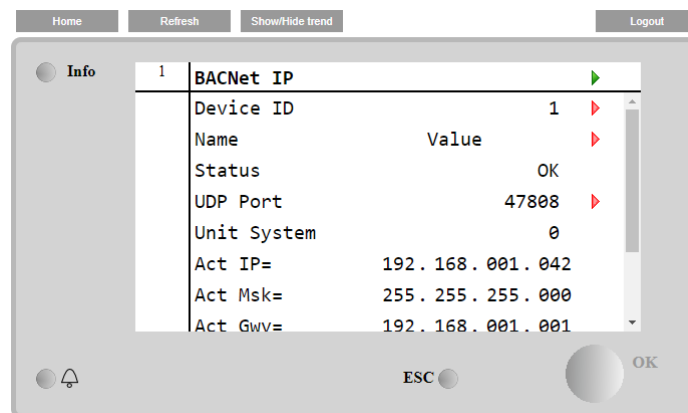 Home Refresh Show/Hide trend Logout
Info
1 BACNet IP
Device ID 1
Name Value
Status OK
UDP Port 47808
Unit System 0
Act IP= 192.168.001.042
Act Msk= 255.255.255.000
Act Gwy= 192.168.001.001
ESC OK